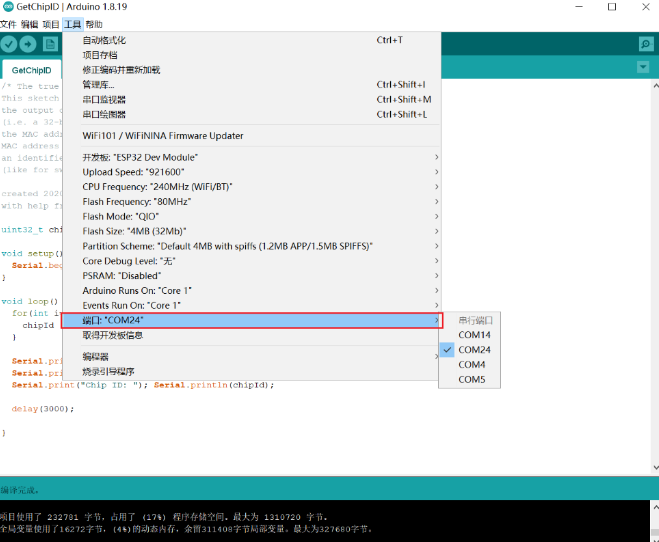 GetChipID | Arduino 1.8.19
文件 编辑 项目 工具 帮助
自动格式化 Ctrl+T
项目存档
修正编码并重新加载
管理库... Ctrl+Shift+I
串口监视器 Ctrl+Shift+M
串口绘图器 Ctrl+Shift+L
WiFi101 / WiFiNINA Firmware Updater
开发板: "ESP32 Dev Module"
Upload Speed: "921600"
CPU Frequency: "240MHz (WiFi/BT)"
Flash Frequency: "80MHz"
Flash Mode: "QIO"
Flash Size: "4MB (32Mb)"
Partition Scheme: "Default 4MB with spiffs (1.2MB APP/1.5MB SPIFFS)"
Core Debug Level: "无"
PSRAM: "Disabled"
Arduino Runs On: "Core 1"
Events Run On: "Core 1"
端口: "COM24"
取得开发板信息
编程器
烧录引导程序
串行端口
COM14
COM24
COM4
COM5
GetChipID
/* The true
This sketch
the output
(i.e. a 32-b
the MAC addr
MAC address
an identifie
(like for sw
created 2020
with help fr
uint32_t chi
void setup()
Serial.beg
}
void loop()
for(int i
chipId
}
Serial.pri
Serial.pri
Serial.print("Chip ID: "); Serial.println(chipId);
delay(3000);
}
编译完成。
项目使用了 232781 字节，占用了 (17%) 程序存储空间。最大为 1310720 字节。
全局变量使用了16272字节，(4%)的动态内存，余留311408字节局部变量。最大为327680字节。